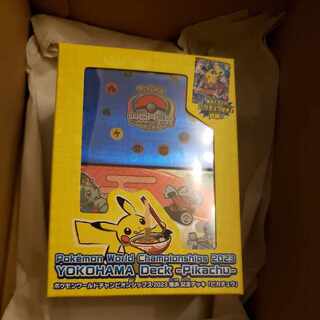 WORLD
Pokémon World Championships 2023
YOKOHAMA Deck -Pikachu-
ポケモンワールドチャンピオンシップス2023 横浜 記念デッキ「ピカチュウ」